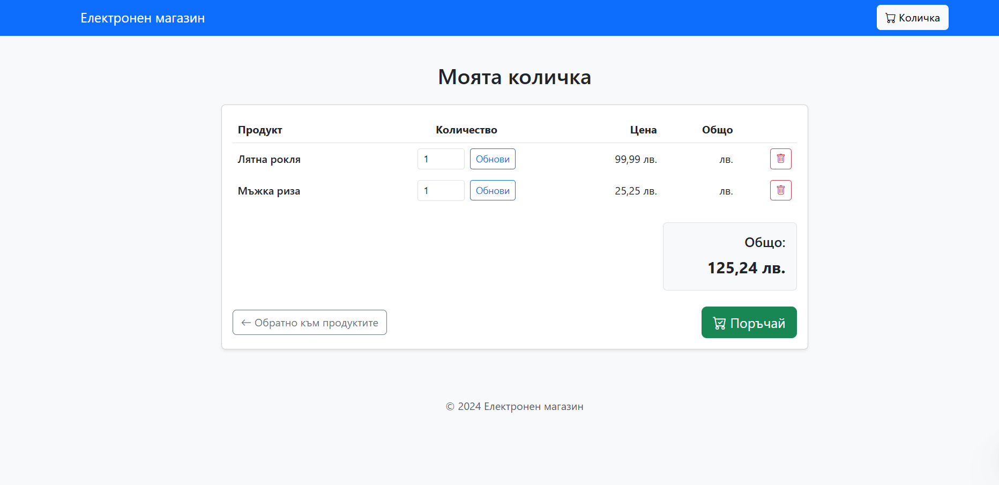 Електронен магазин
Количка
Моята количка
Продукт Количество Цена Общо
Лятна рокля 1 Обнови 99,99 лв. лв.
Мъжка риза 1 Обнови 25,25 лв. лв.
Общо:
125,24 лв.
← Обратно към продуктите
Поръчай
© 2024 Електронен магазин